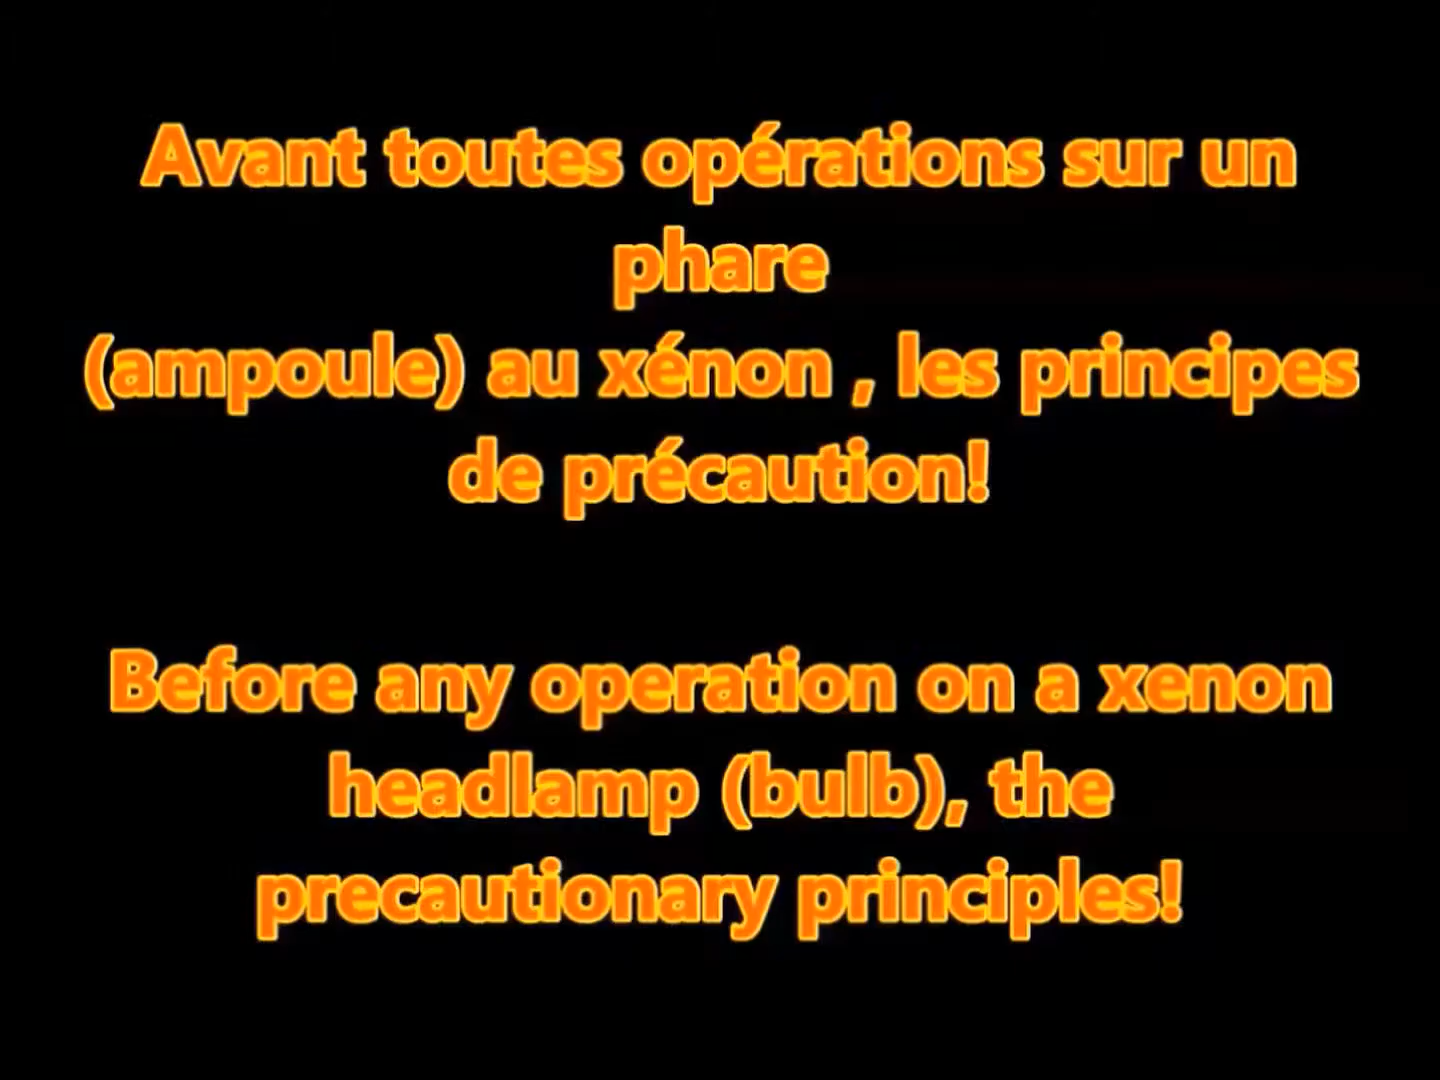 Avant toutes opérations sur un
phare
(ampoule) au xénon , les principes
de précaution!
Before any operation on a xenon
headlamp (bulb), the
precautionary principles!